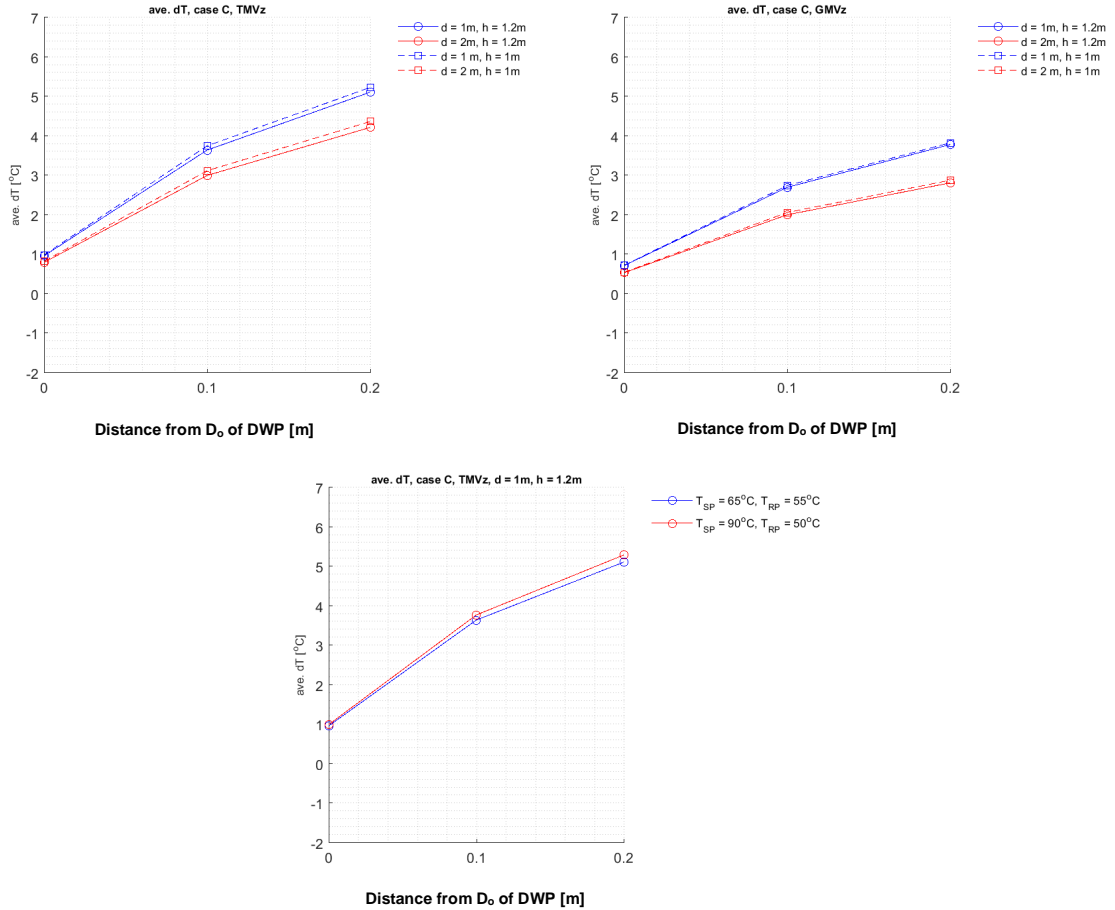 ave. dT, case C, TMVz
7
6
5
4
3
2
1
0
-1
-2
ave. dT [°C]
0
0.1
0.2
Distance from Dₒ of DWP [m]
d = 1m, h = 1.2m
d = 2m, h = 1.2m
d = 1 m, h = 1m
d = 2 m, h = 1m
ave. dT, case C, GMVz
7
6
5
4
3
2
1
0
-1
-2
ave. dT [°C]
0
0.1
0.2
Distance from Dₒ of DWP [m]
d = 1m, h = 1.2m
d = 2m, h = 1.2m
d = 1 m, h = 1m
d = 2 m, h = 1m
ave. dT, case C, TMVz, d = 1m, h = 1.2m
7
6
5
4
3
2
1
0
-1
-2
ave. dT [°C]
0
0.1
0.2
Distance from Dₒ of DWP [m]
T_SP = 65°C, T_RP = 55°C
T_SP = 90°C, T_RP = 50°C